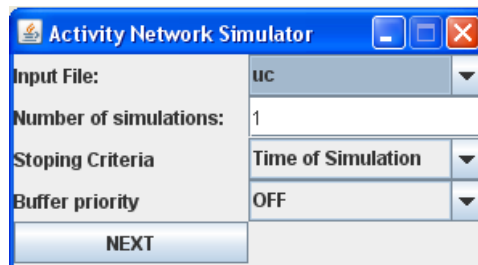 Activity Network Simulator
Input File: uc
Number of simulations: 1
Stoping Criteria Time of Simulation
Buffer priority OFF
NEXT